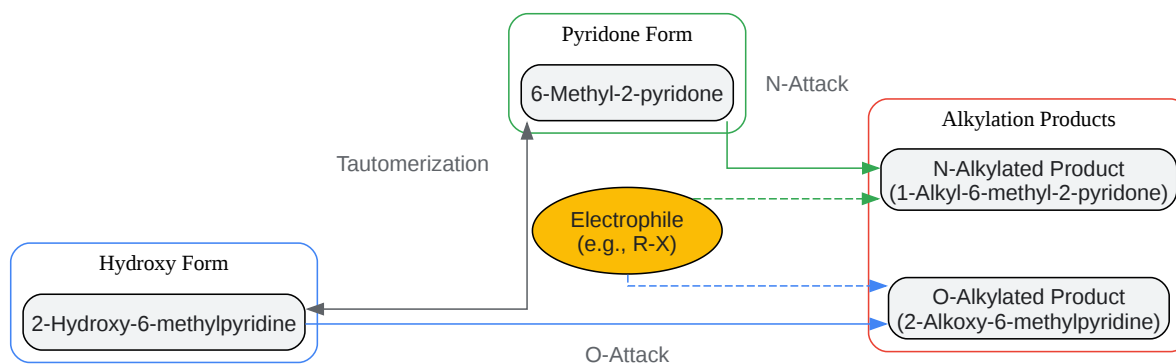 Pyridone Form
6-Methyl-2-pyridone
N-Attack
Alkylation Products
N-Alkylated Product
(1-Alkyl-6-methyl-2-pyridone)
Tautomerization
Electrophile
(e.g., R-X)
Hydroxy Form
2-Hydroxy-6-methylpyridine
O-Alkylated Product
(2-Alkoxy-6-methylpyridine)
O-Attack